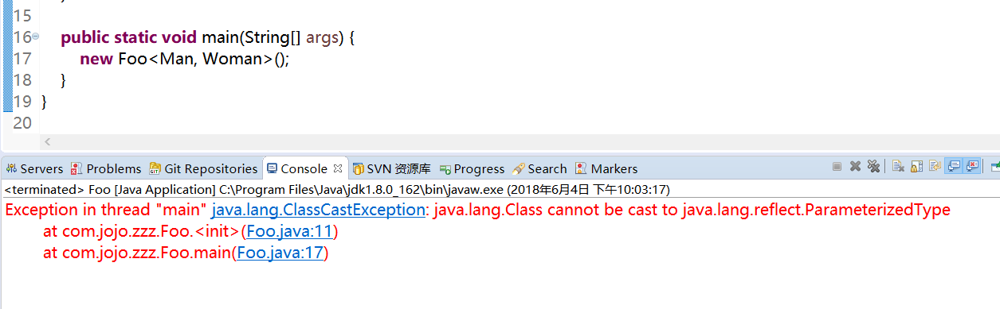 15
16 public static void main(String[] args) {
17 new Foo<Man, Woman>();
18 }
19 }
20
Servers Problems Git Repositories Console SVN 资源库 Progress Search Markers
<terminated> Foo [Java Application] C:\Program Files\Java\jdk1.8.0_162\bin\javaw.exe (2018年6月4日 下午10:03:17)
Exception in thread "main" java.lang.ClassCastException: java.lang.Class cannot be cast to java.lang.reflect.ParameterizedType
at com.jojo.zzz.Foo.<init>(Foo.java:11)
at com.jojo.zzz.Foo.main(Foo.java:17)